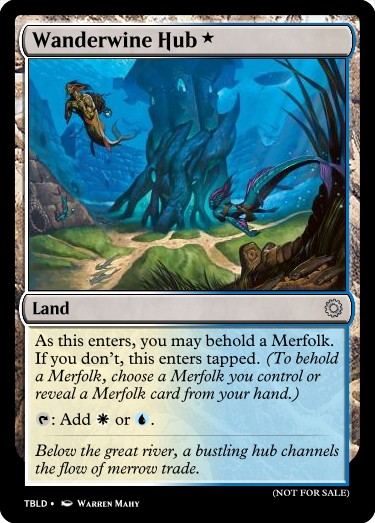 Wanderwine Hub ★
Land
As this enters, you may behold a Merfolk.
If you don't, this enters tapped. (To behold
a Merfolk, choose a Merfolk you control or
reveal a Merfolk card from your hand.)
: Add or .
Below the great river, a bustling hub channels
the flow of merrow trade.
TBLD • Warren Mahy
(NOT FOR SALE)